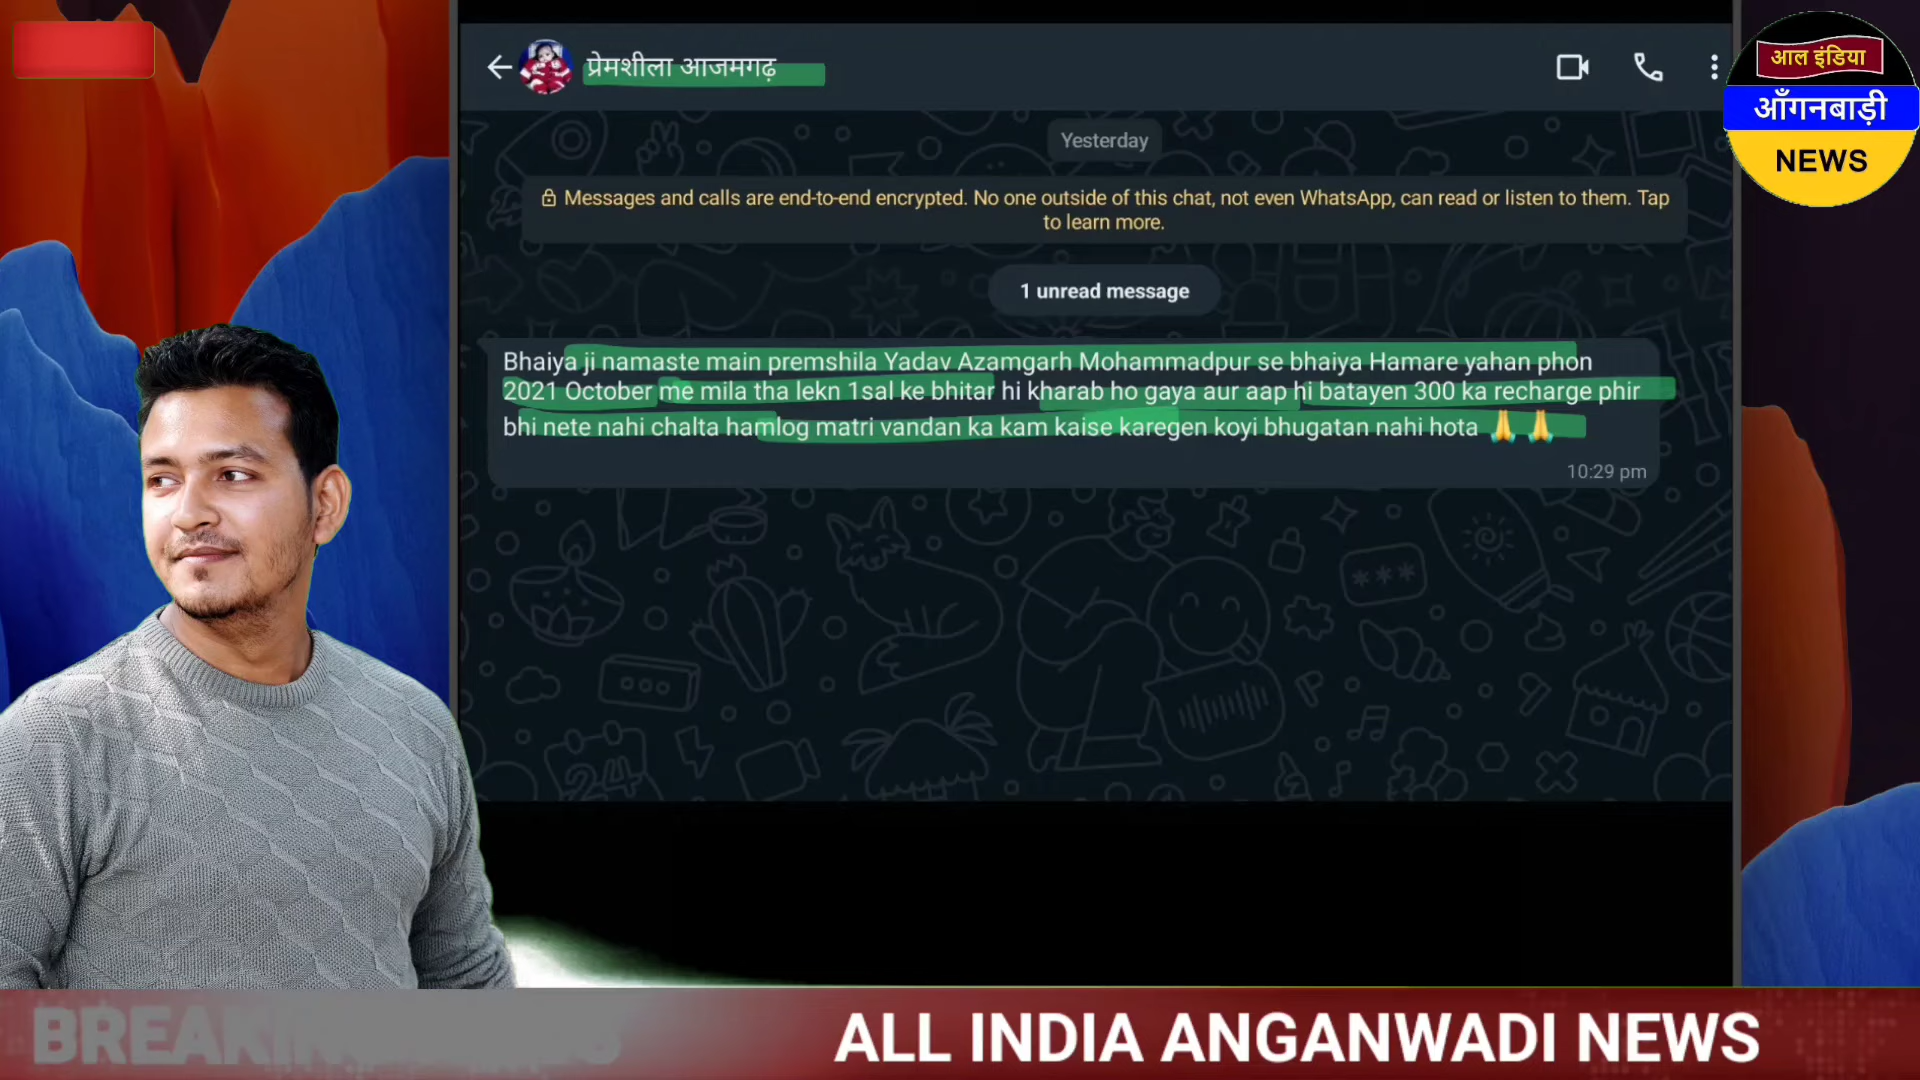 प्रेमशीला आजमगढ़
आल इंडिया
आँगनबाड़ी
NEWS
Yesterday
Messages and calls are end-to-end encrypted. No one outside of this chat, not even WhatsApp, can read or listen to them. Tap
to learn more.
1 unread message
Bhaiya ji namaste main premshila Yadav Azamgarh Mohammadpur se bhaiya Hamare yahan phon
2021 October me mila tha lekn 1sal ke bhitar hi kharab ho gaya aur aap hi batayen 300 ka recharge phir
bhi nete nahi chalta hamlog matri vandan ka kam kaise karegen koyi bhugatan nahi hota 🙏 🙏
10:29 pm
ALL INDIA ANGANWADI NEWS